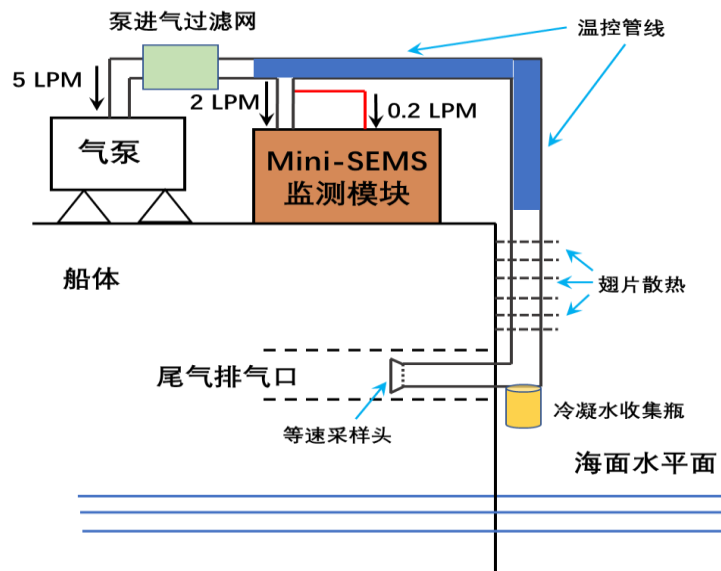 泵进气过滤网
温控管线
5 LPM
2 LPM
0.2 LPM
气泵
Mini-SEMS
监测模块
船体
翅片散热
尾气排气口
冷凝水收集瓶
等速采样头
海面水平面